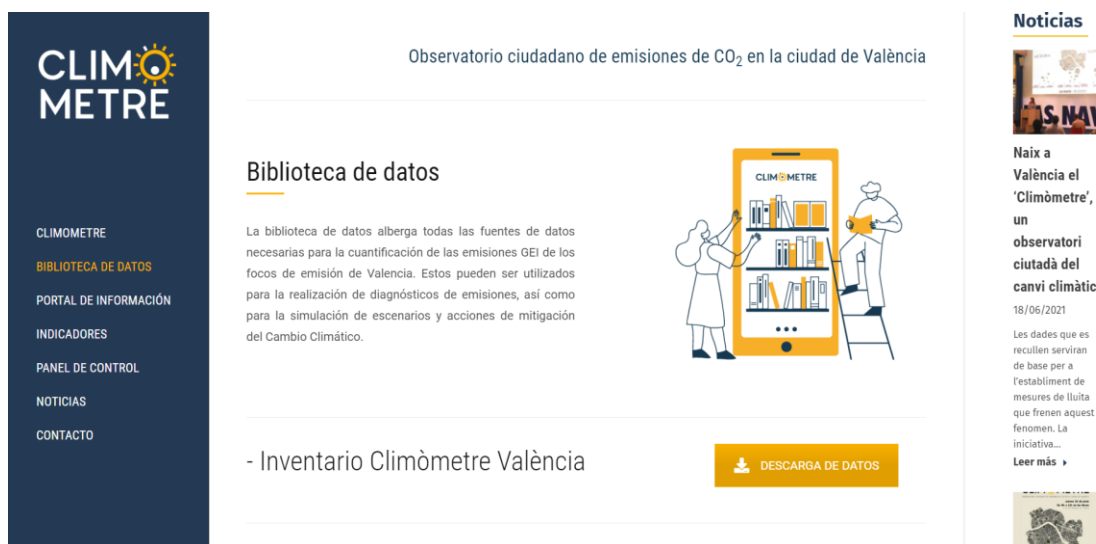 CLIM METRE
Observatorio ciudadano de emisiones de CO₂ en la ciudad de València
CLIMOMETRE
BIBLIOTECA DE DATOS
PORTAL DE INFORMACIÓN
INDICADORES
PANEL DE CONTROL
NOTICIAS
CONTACTO
Biblioteca de datos
La biblioteca de datos alberga todas las fuentes de datos
necesarias para la cuantificación de las emisiones GEI de los
focos de emisión de Valencia. Estos pueden ser utilizados
para la realización de diagnósticos de emisiones, así como
para la simulación de escenarios y acciones de mitigación
del Cambio Climático.
CLIMOMETRE
- Inventario Climòmetre València
DESCARGA DE DATOS
Noticias
Naix a
València el
‘Climòmetre’,
un
observatori
ciutadà del
canvi climàtic
18/06/2021
Les dades que es
recullen serviran
de base per a
l’establiment de
mesures de lluita
que frenen aquest
fenomen. La
iniciativa...
Leer más